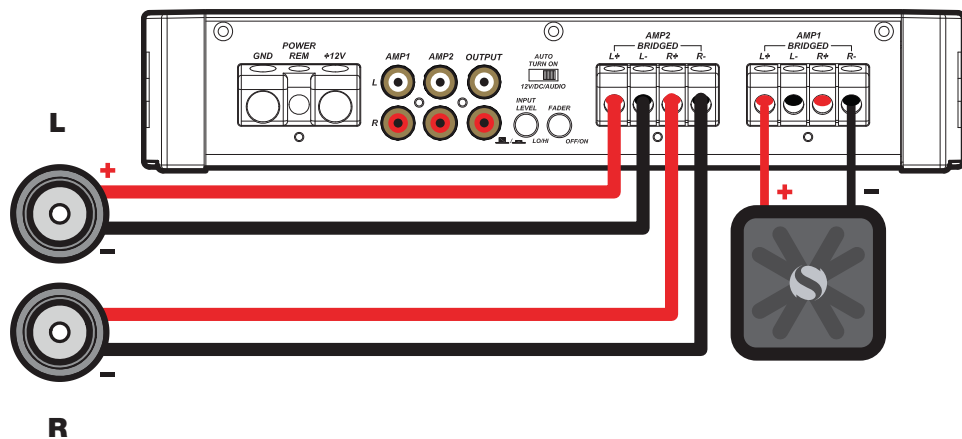 POWER
GND REM +12V
AMP1 AMP2 OUTPUT
L
R
AUTO
TURN ON
12V/DC/AUDIO
INPUT
LEVEL
FADER
/ LO/HI
OFF/ON
AMP2
BRIDGED
L+ L- R+ R-
AMP1
BRIDGED
L+ L- R+ R-
L
+
–
–
R
+
–